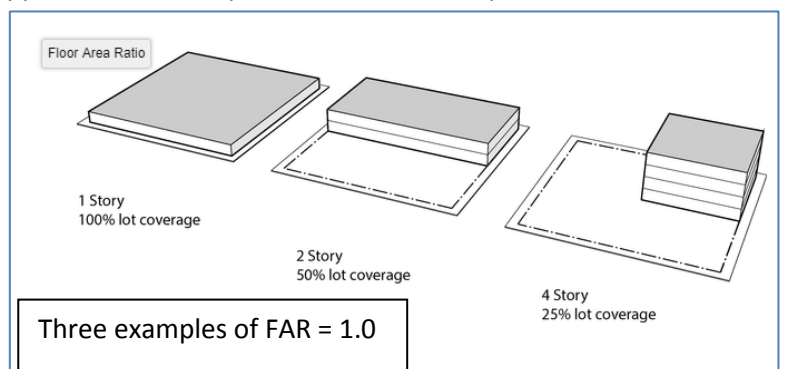 Floor Area Ratio
1 Story
100% lot coverage
2 Story
50% lot coverage
4 Story
25% lot coverage
Three examples of FAR = 1.0